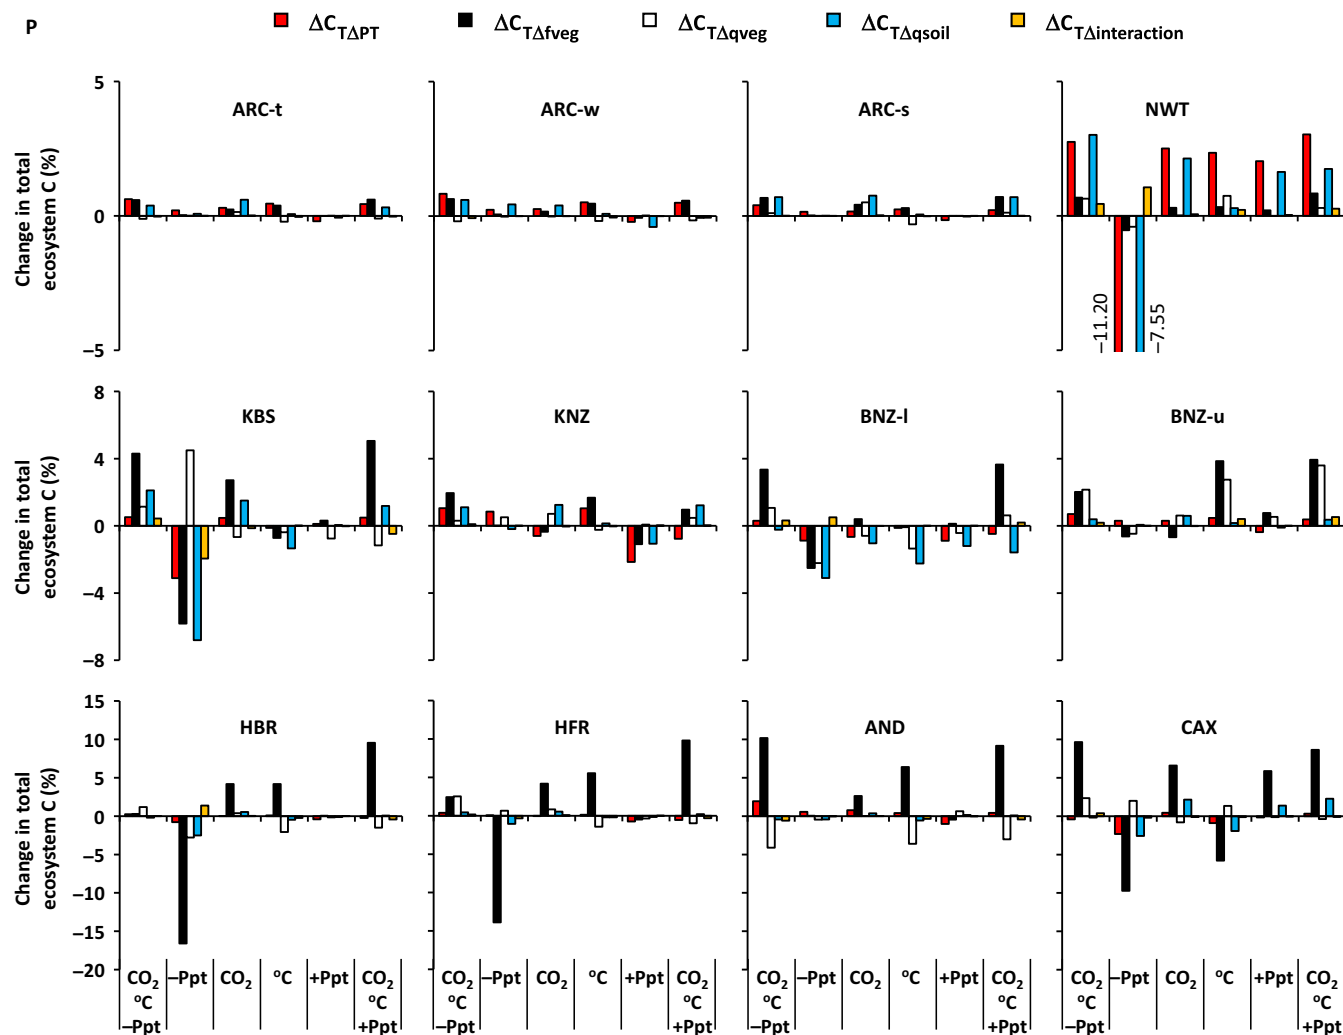 P
ΔC_TΔPT ΔC_TΔfveg ΔC_TΔqveg ΔC_TΔqsoil ΔC_TΔinteraction
Change in total
ecosystem C (%)
5
0
–5
ARC-t ARC-w ARC-s NWT
–11.20
–7.55
Change in total
ecosystem C (%)
8
4
0
–4
–8
KBS KNZ BNZ-l BNZ-u
Change in total
ecosystem C (%)
15
10
5
0
–5
–10
–15
–20
HBR HFR AND CAX
CO₂ –Ppt CO₂ ºC +Ppt CO₂ CO₂ –Ppt CO₂ ºC +Ppt CO₂ CO₂ –Ppt CO₂ ºC +Ppt CO₂ CO₂ –Ppt CO₂ ºC +Ppt CO₂
ºC ºC ºC ºC ºC ºC ºC ºC
–Ppt +Ppt –Ppt +Ppt –Ppt +Ppt –Ppt +Ppt